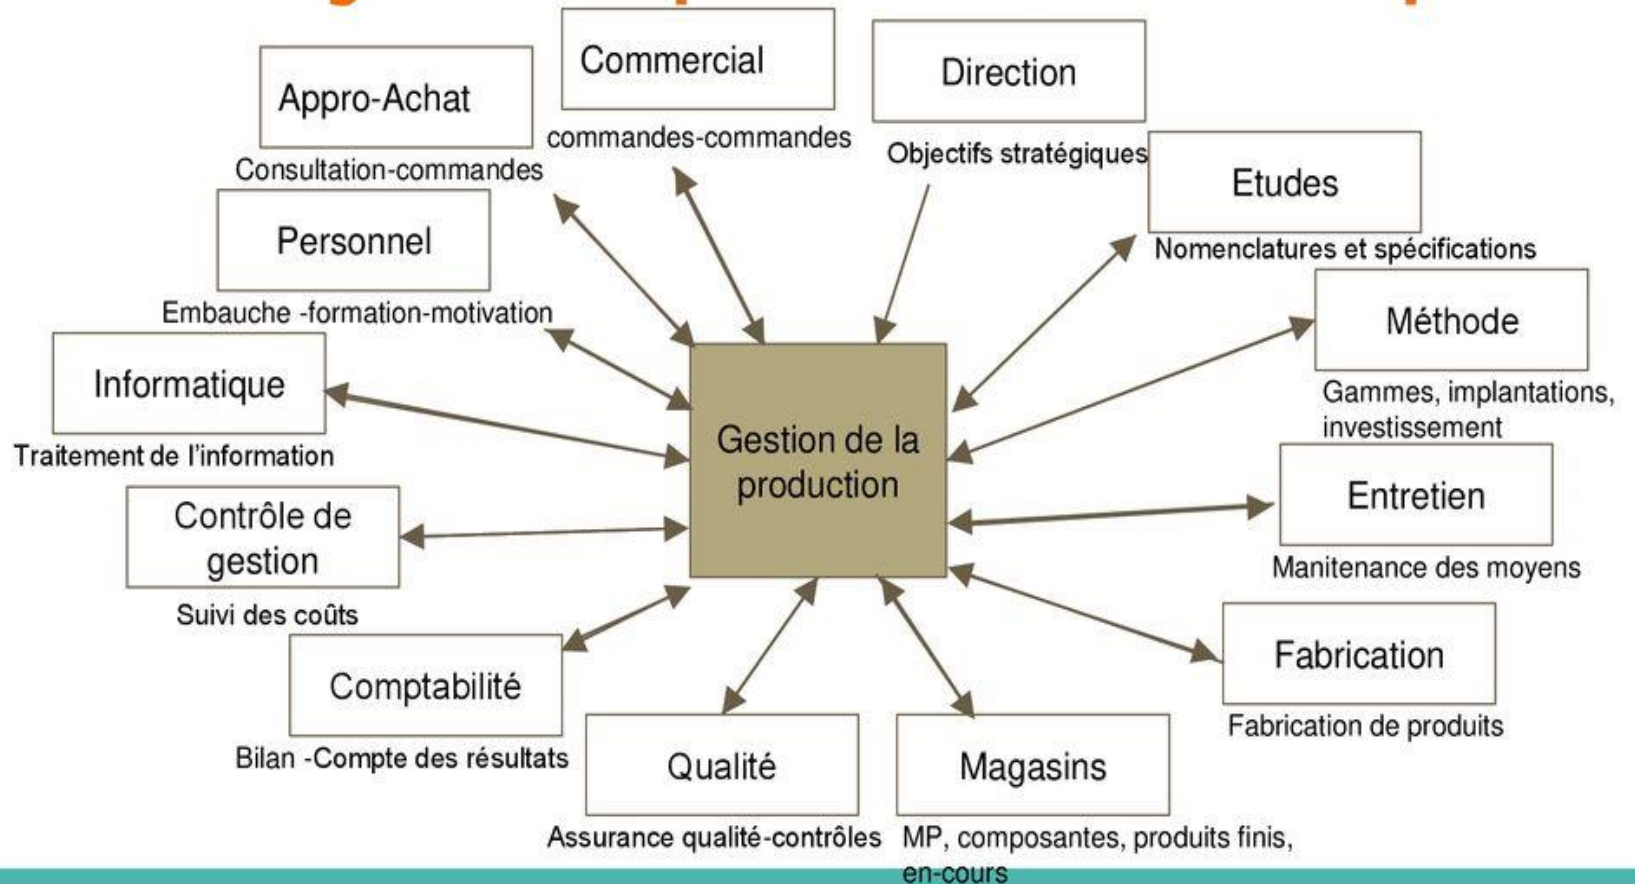 Commercial
commandes-commandes
Direction
Objectifs stratégiques
Appro-Achat
Consultation-commandes
Etudes
Nomenclatures et spécifications
Personnel
Embauche -formation-motivation
Méthode
Gammes, implantations,
investissement
Informatique
Traitement de l'information
Gestion de la
production
Entretien
Manitenance des moyens
Contrôle de
gestion
Suivi des coûts
Fabrication
Fabrication de produits
Comptabilité
Bilan -Compte des résultats
Qualité
Assurance qualité-contrôles
Magasins
MP, composantes, produits finis,
en-cours